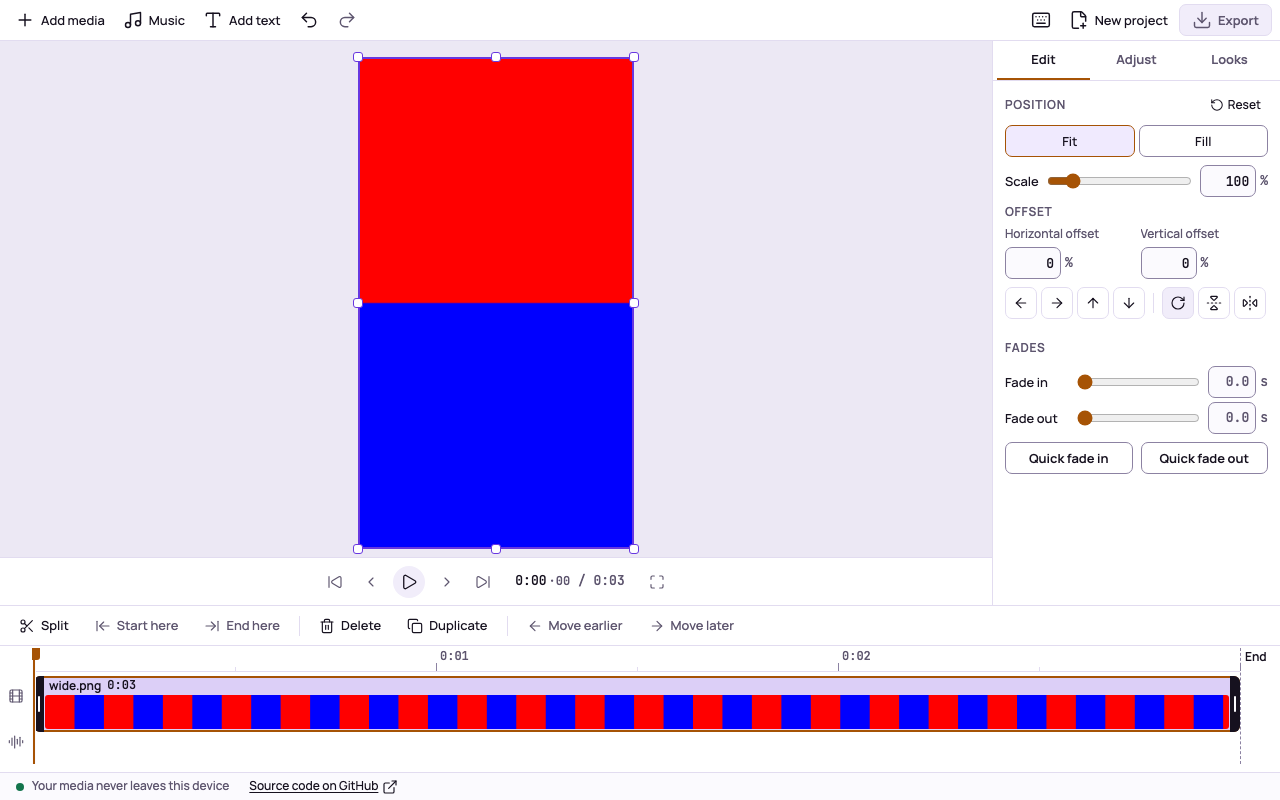 Add media
Music
Add text
New project
Export
Edit
Adjust
Looks
POSITION
Reset
Fit
Fill
Scale
100 %
OFFSET
Horizontal offset
Vertical offset
0 %
0 %
FADES
Fade in
0.0 s
Fade out
0.0 s
Quick fade in
Quick fade out
0:00·00 / 0:03
Split
Start here
End here
Delete
Duplicate
Move earlier
Move later
0:01
0:02
End
wide.png 0:03
Your media never leaves this device
Source code on GitHub